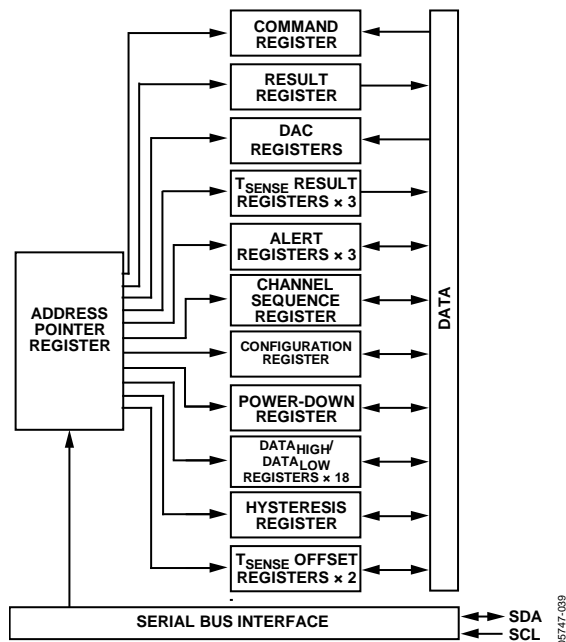 COMMAND
REGISTER
RESULT
REGISTER
DAC
REGISTERS
TSENSE RESULT
REGISTERS × 3
ALERT
REGISTERS × 3
CHANNEL
SEQUENCE
REGISTER
ADDRESS
POINTER
REGISTER
CONFIGURATION
REGISTER
POWER-DOWN
REGISTER
DATAHIGH/
DATALOW
REGISTERS × 18
HYSTERESIS
REGISTER
TSENSE OFFSET
REGISTERS × 2
DATA
SERIAL BUS INTERFACE
SDA
SCL